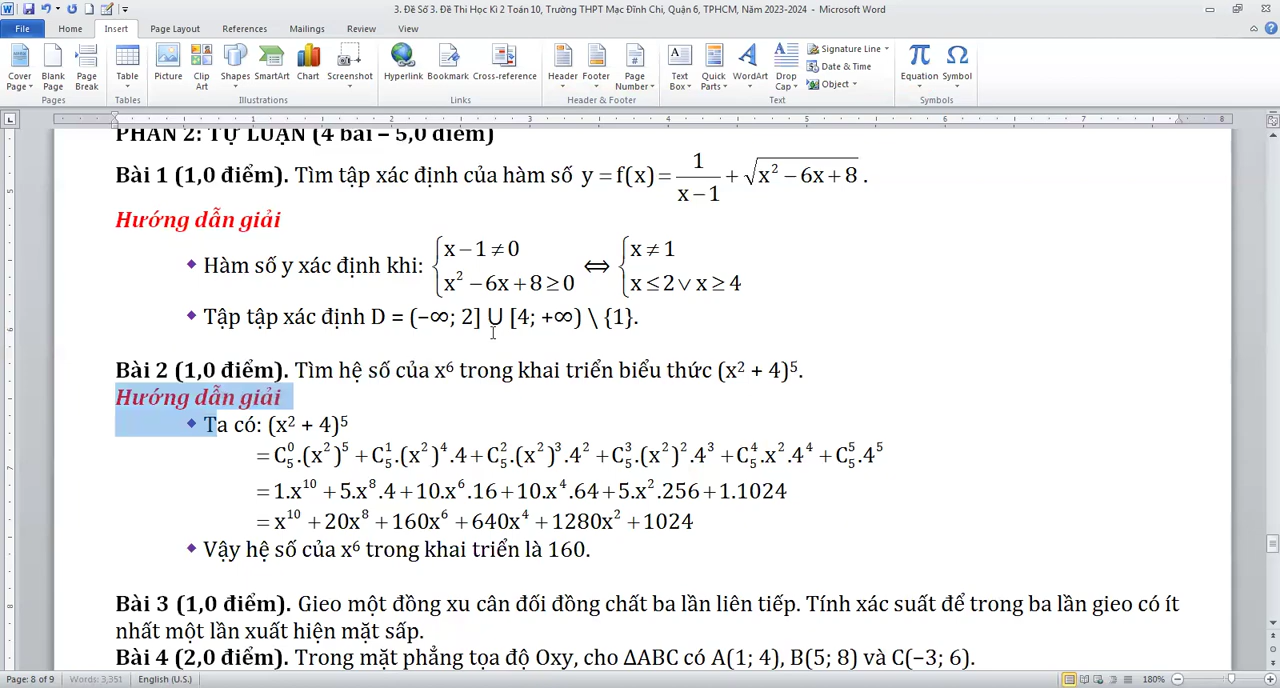 3. Đề Số 3. Đề Thi Học Kì 2 Toán 10, Trường THPT Mạc Đĩnh Chi, Quận 6, TPHCM, Năm 2023-2024 - Microsoft Word
File Home Insert Page Layout References Mailings Review View
Cover Page Blank Page Page Break Table Picture Clip Art Shapes SmartArt Chart Screenshot Hyperlink Bookmark Cross-reference Header Footer Page Number Text Box Quick Parts WordArt Drop Cap Signature Line Date & Time Object Equation Symbol
Pages Tables Illustrations Links Header & Footer Text Symbols
PHẦN 2: TỰ LUẬN (4 bài – 5,0 điểm)
Bài 1 (1,0 điểm). Tìm tập xác định của hàm số y = f(x) = 1/(x – 1) + √(x² – 6x + 8) .
Hướng dẫn giải
Hàm số y xác định khi: { x – 1 ≠ 0 ; x² – 6x + 8 ≥ 0 ⇔ { x ≠ 1 ; x ≤ 2 ∨ x ≥ 4
Tập tập xác định D = (–∞; 2] ∪ [4; +∞) \ {1}.
Bài 2 (1,0 điểm). Tìm hệ số của x⁶ trong khai triển biểu thức (x² + 4)⁵.
Hướng dẫn giải
Ta có: (x² + 4)⁵
= C₅⁰.(x²)⁵ + C₅¹.(x²)⁴.4 + C₅².(x²)³.4² + C₅³.(x²)².4³ + C₅⁴.x².4⁴ + C₅⁵.4⁵
= 1.x¹⁰ + 5.x⁸.4 + 10.x⁶.16 + 10.x⁴.64 + 5.x².256 + 1.1024
= x¹⁰ + 20x⁸ + 160x⁶ + 640x⁴ + 1280x² + 1024
Vậy hệ số của x⁶ trong khai triển là 160.
Bài 3 (1,0 điểm). Gieo một đồng xu cân đối đồng chất ba lần liên tiếp. Tính xác suất để trong ba lần gieo có ít
nhất một lần xuất hiện mặt sấp.
Bài 4 (2,0 điểm). Trong mặt phẳng tọa độ Oxy, cho ΔABC có A(1; 4), B(5; 8) và C(−3; 6).
Page: 8 of 9 Words: 3,351 English (U.S.) 180%